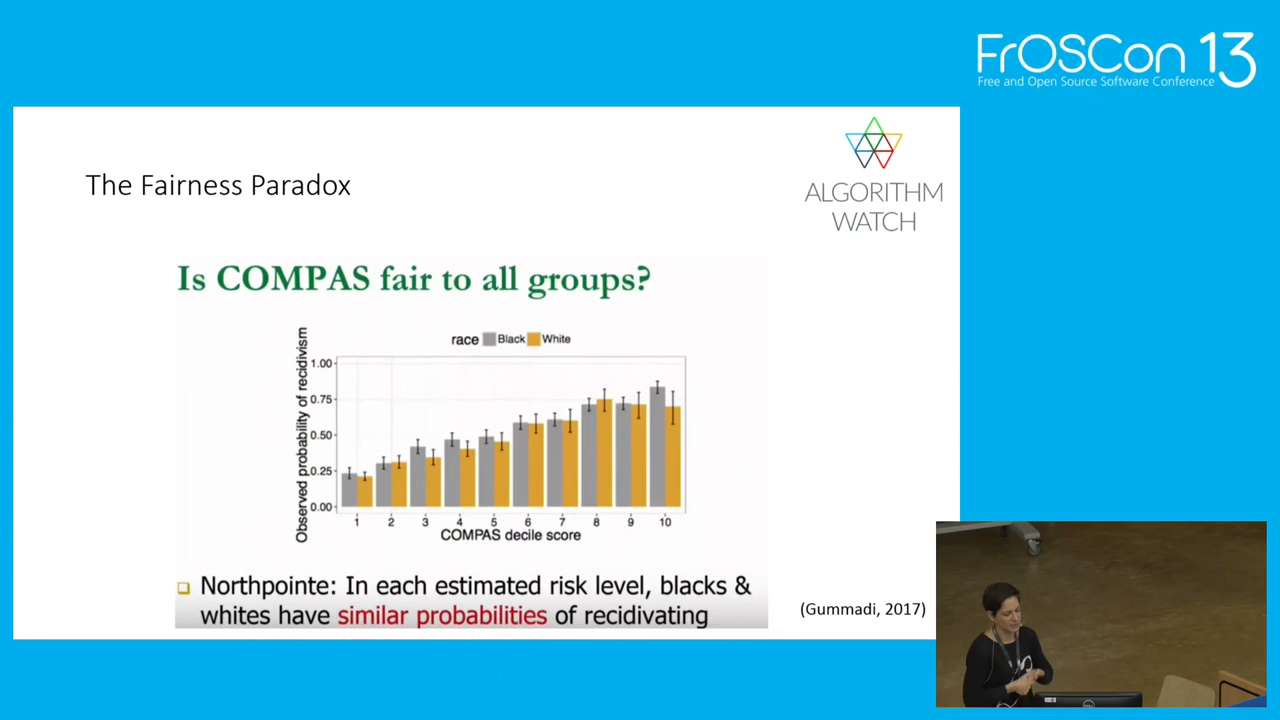 FrOSCon 13
Free and Open Source Software Conference
The Fairness Paradox
ALGORITHM
WATCH
Is COMPAS fair to all groups?
race Black White
Observed probability of recidivism
1.00
0.75
0.50
0.25
0.00
1 2 3 4 5 6 7 8 9 10
COMPAS decile score
Northpointe: In each estimated risk level, blacks &
whites have similar probabilities of recidivating
(Gummadi, 2017)